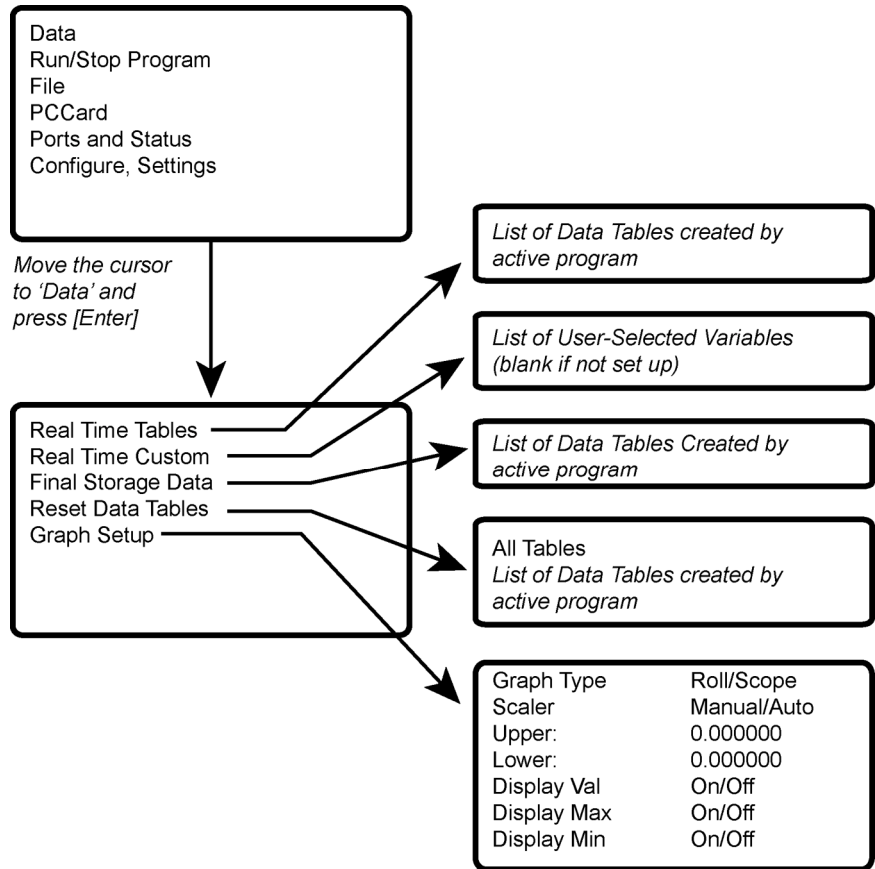 Data
Run/Stop Program
File
PCCard
Ports and Status
Configure, Settings
Move the cursor
to ‘Data’ and
press [Enter]
Real Time Tables
Real Time Custom
Final Storage Data
Reset Data Tables
Graph Setup
List of Data Tables created by
active program
List of User-Selected Variables
(blank if not set up)
List of Data Tables Created by
active program
All Tables
List of Data Tables created by
active program
Graph Type Roll/Scope
Scaler Manual/Auto
Upper: 0.000000
Lower: 0.000000
Display Val On/Off
Display Max On/Off
Display Min On/Off